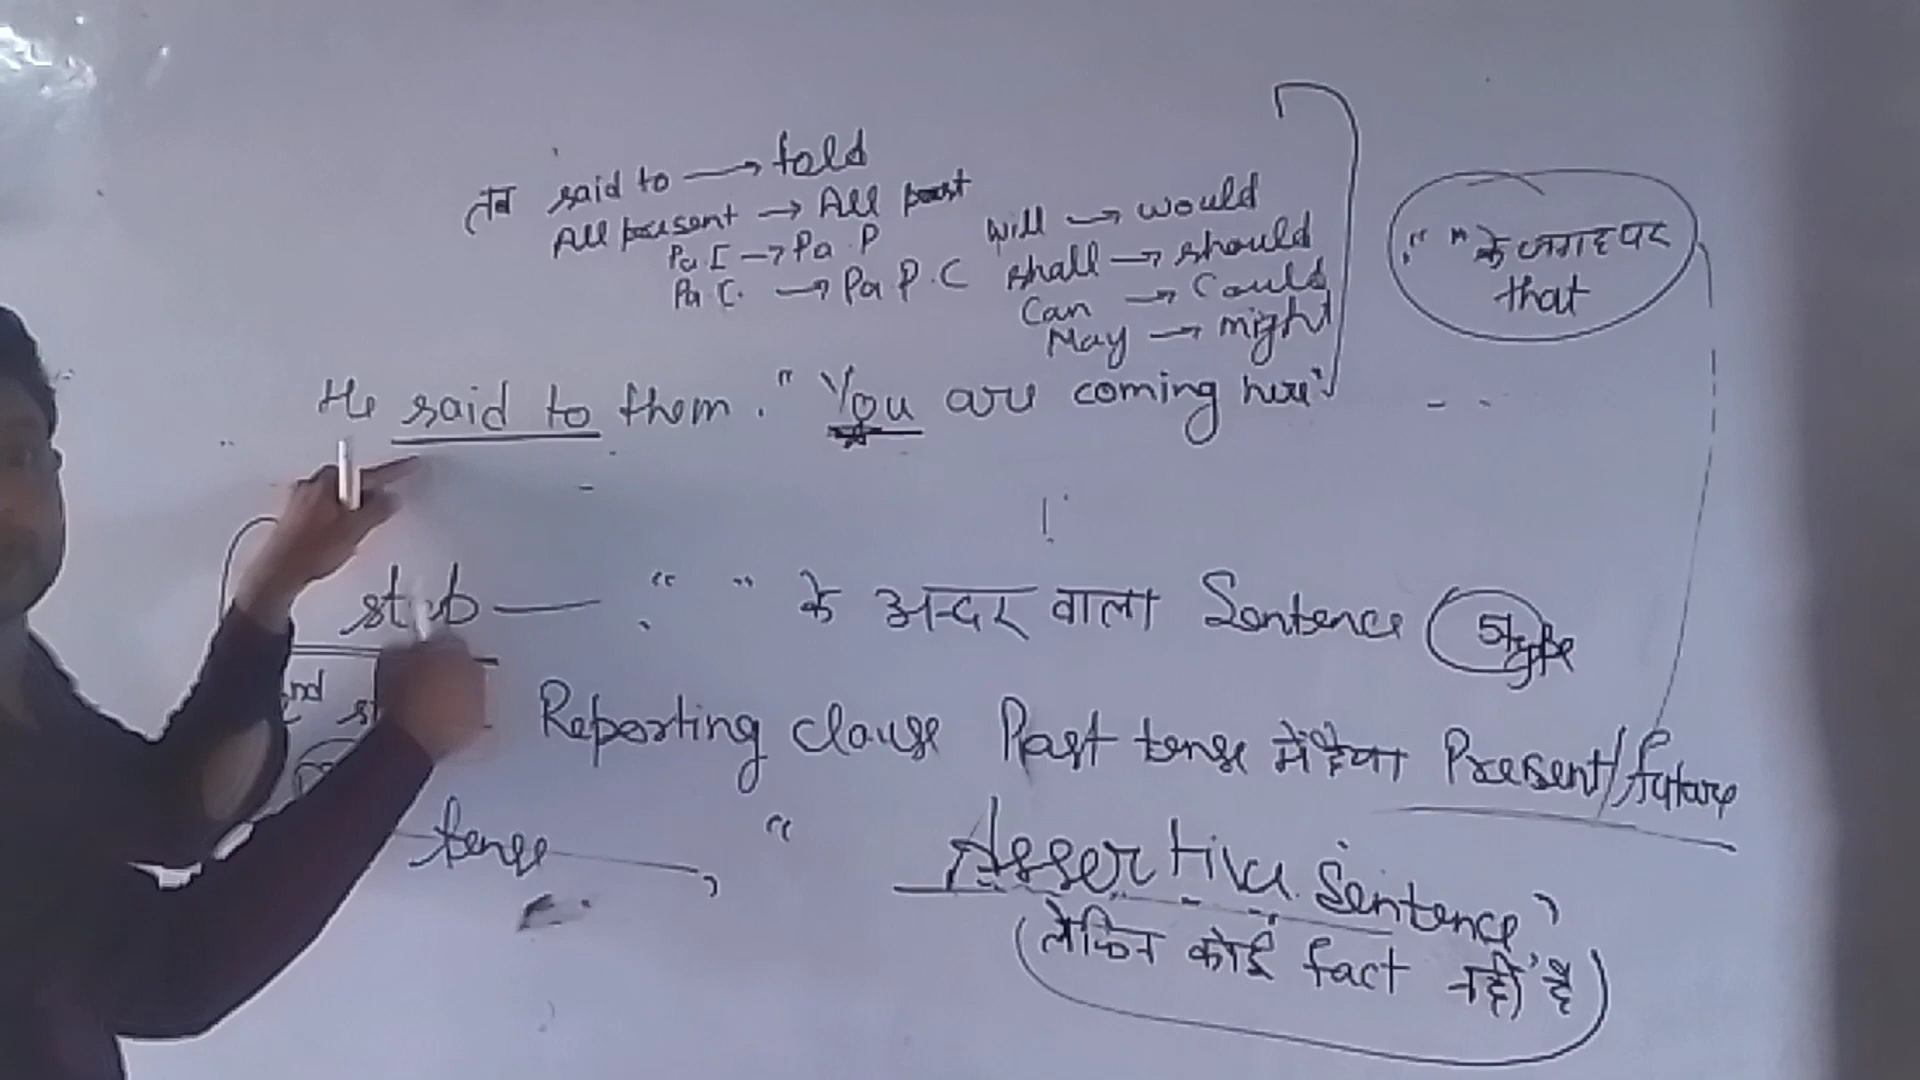 तब said to → told
All present → All past
Pa.I → Pa.P
Pa.C. → Pa P.C
will → would
shall → should
Can → Could
May → might
" " के जगह पर
that
He said to them. "You are coming here"
" " के अन्दर वाला Sentence 5 type
nd
Reporting clause Past tense में है या Present/future
tense , " Assertive Sentence"
(लेकिन कोई fact नहीं है)